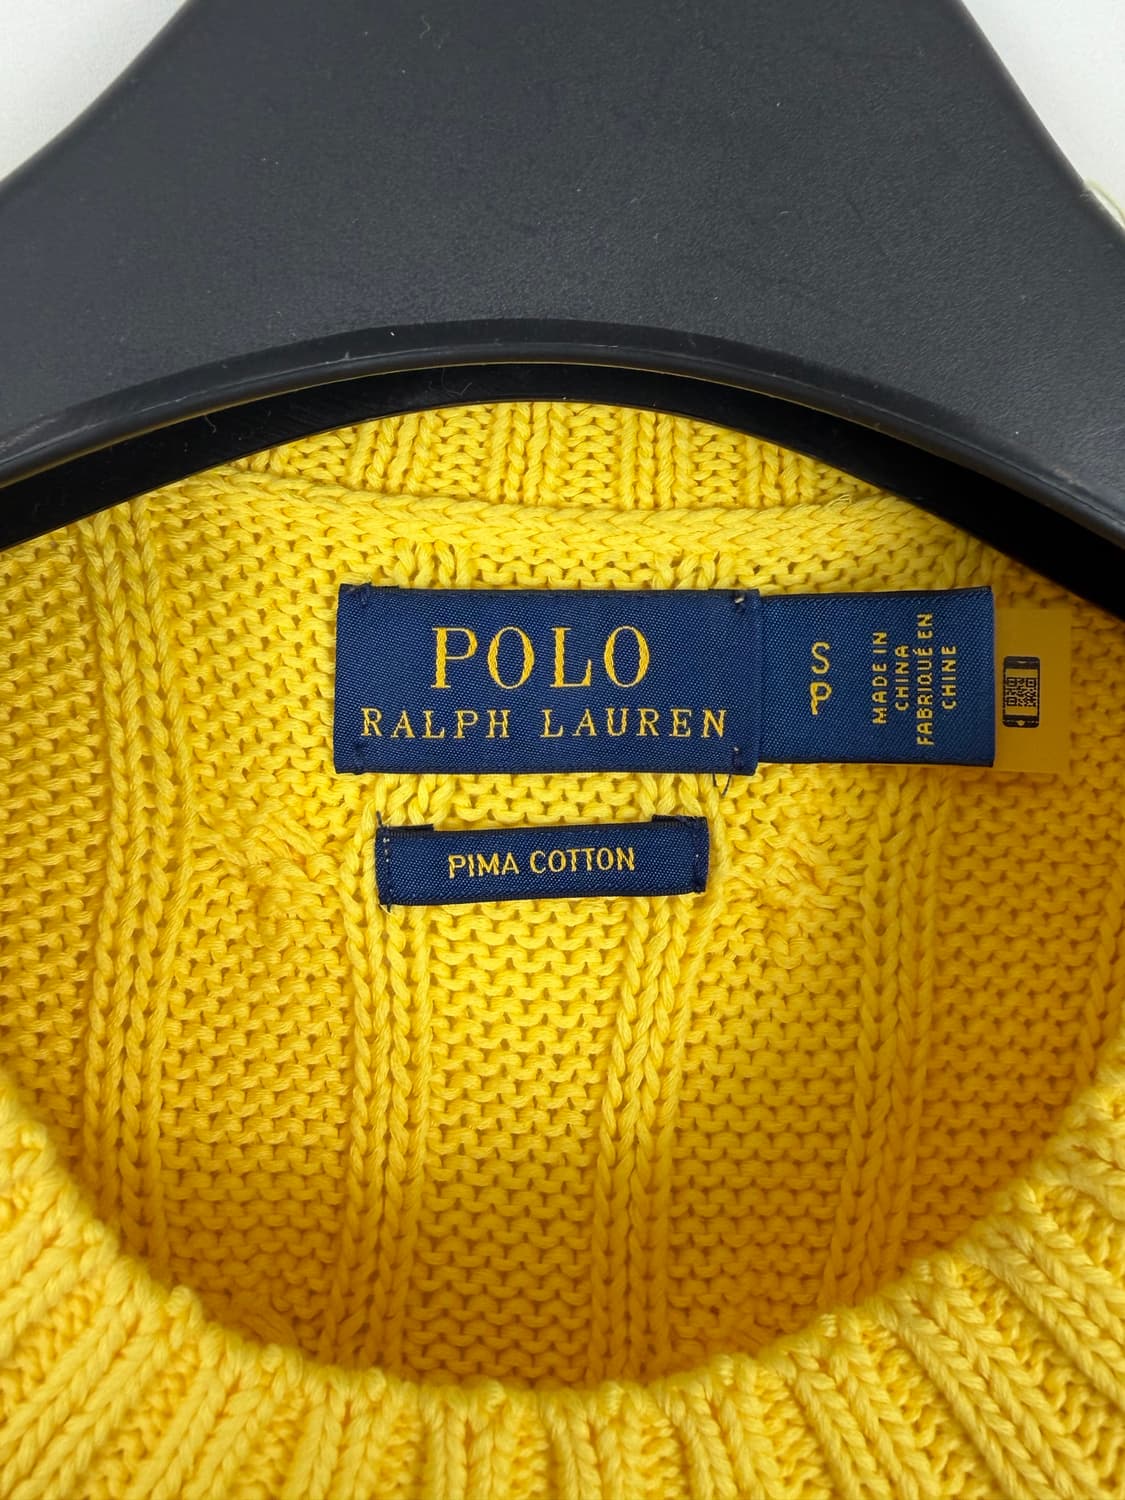 POLO
RALPH LAUREN
S
P
MADE IN
CHINA
FABRIQUÉ EN
CHINE
PIMA COTTON